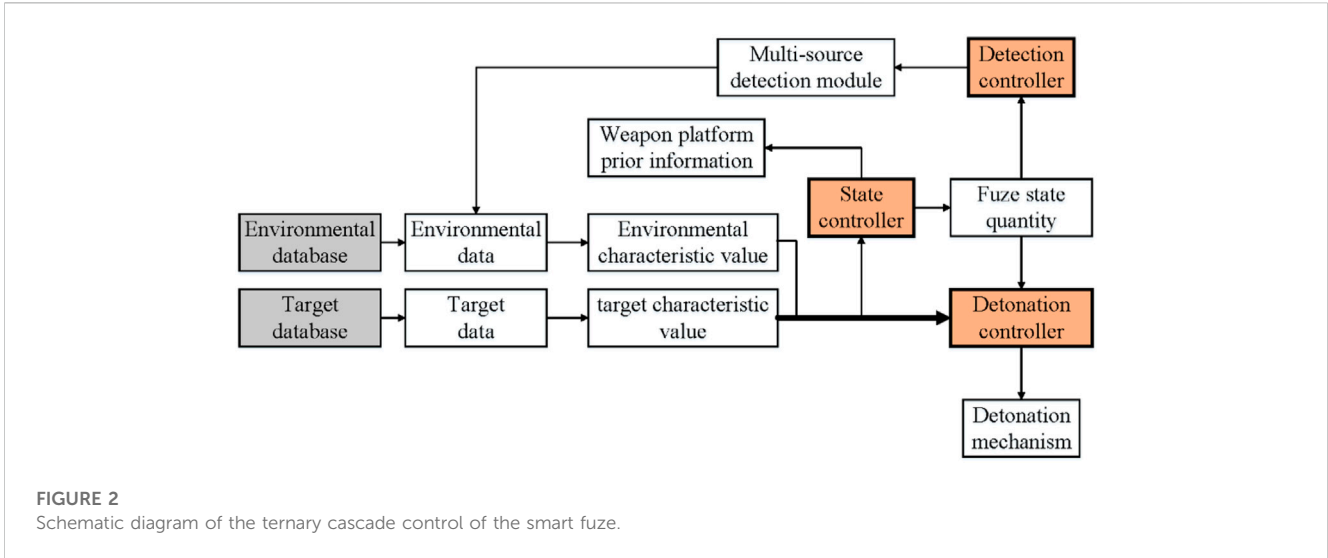 Multi-source
detection module
Detection
controller
Weapon platform
prior information
State
controller
Fuze state
quantity
Environmental
database
Environmental
data
Environmental
characteristic value
Target
database
Target
data
target characteristic
value
Detonation
controller
Detonation
mechanism
FIGURE 2
Schematic diagram of the ternary cascade control of the smart fuze.